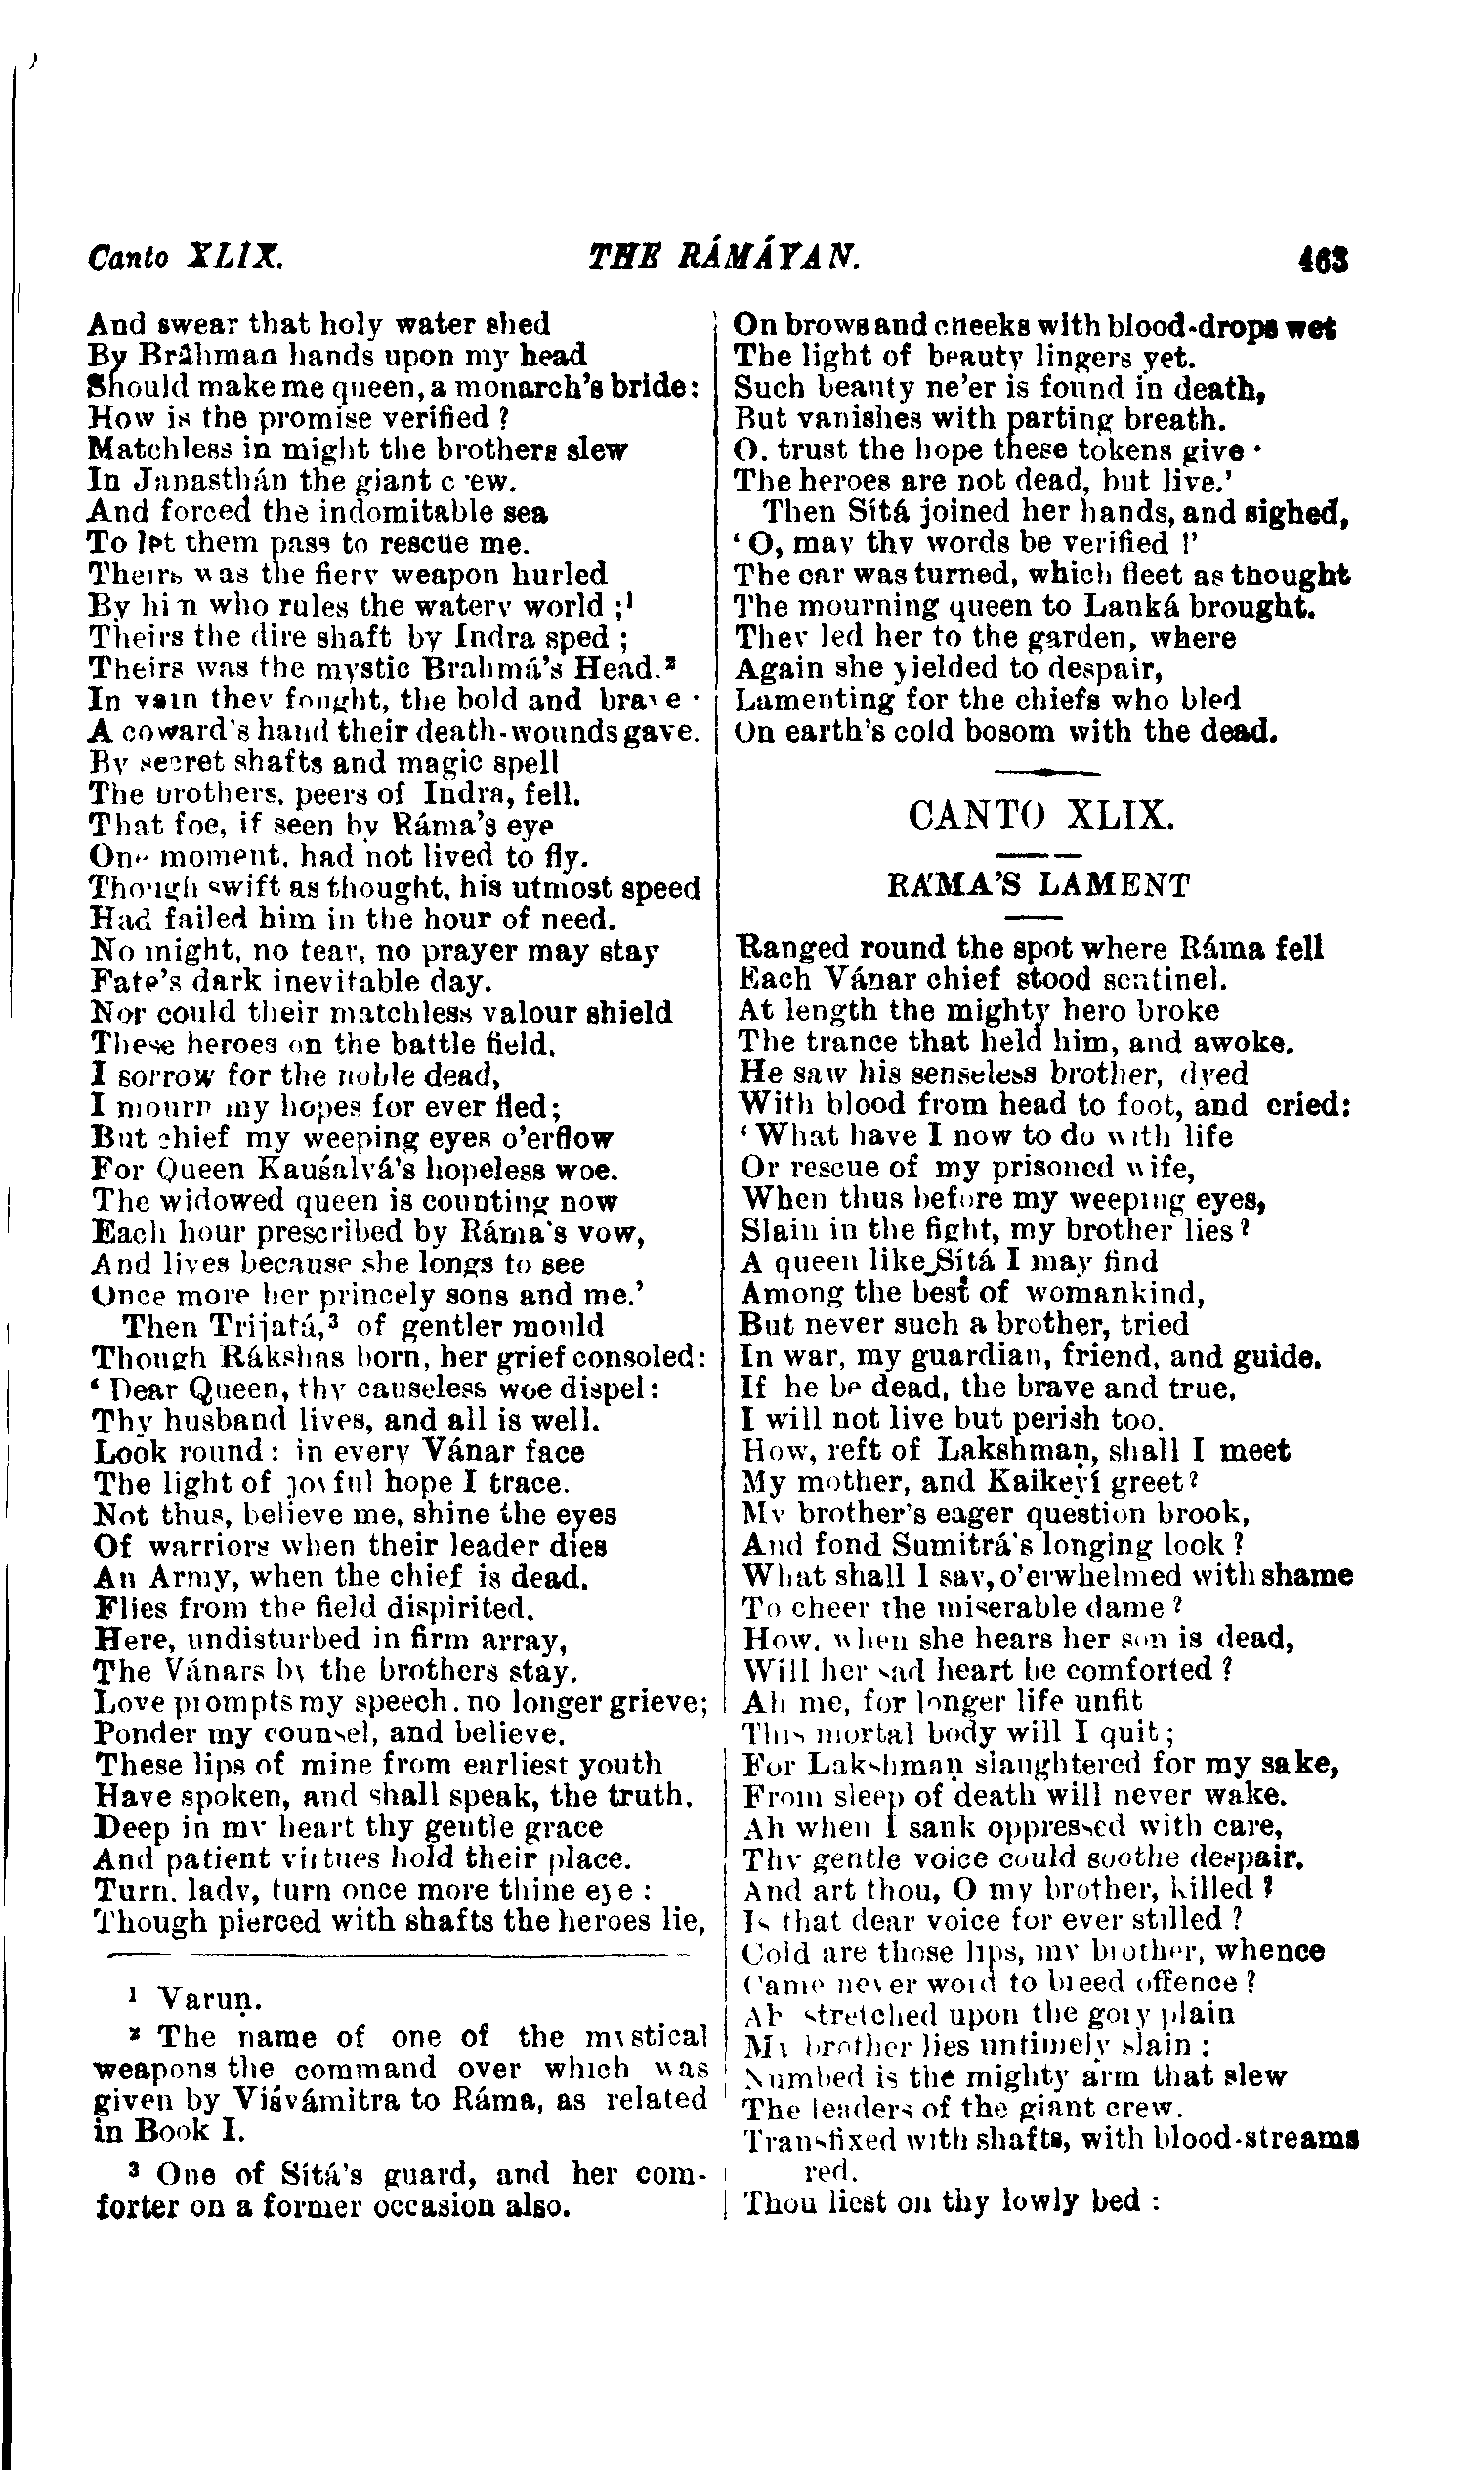 Canto XLIX. THE RÁMÁYAN. 463
And swear that holy water shed
By Bráhman hands upon my head
Should make me queen, a monarch's bride:
How is the promise verified?
Matchless in might the brothers slew
In Janasthán the giant crew.
And forced the indomitable sea
To let them pass to rescue me.
Theirs was the fiery weapon hurled
By him who rules the watery world;¹
Theirs the dire shaft by Indra sped;
Theirs was the mystic Brahmá's Head.²
In vain they fought, the bold and brave:
A coward's hand their death-wounds gave.
By secret shafts and magic spell
The brothers, peers of Indra, fell.
That foe, if seen by Ráma's eye
One moment, had not lived to fly.
Though swift as thought, his utmost speed
Had failed him in the hour of need.
No might, no tear, no prayer may stay
Fate's dark inevitable day.
Nor could their matchless valour shield
These heroes on the battle field.
I sorrow for the noble dead,
I mourn my hopes for ever fled;
But chief my weeping eyes o'erflow
For Queen Kauśalyá's hopeless woe.
The widowed queen is counting now
Each hour prescribed by Ráma's vow,
And lives because she longs to see
Once more her princely sons and me.'
Then Trijatá,³ of gentler mould
Though Rákshas born, her grief consoled:
'Dear Queen, thy causeless woe dispel:
Thy husband lives, and all is well.
Look round: in every Vánar face
The light of joyful hope I trace.
Not thus, believe me, shine the eyes
Of warriors when their leader dies
An Army, when the chief is dead.
Flies from the field dispirited.
Here, undisturbed in firm array,
The Vánars by the brothers stay.
Love prompts my speech. no longer grieve;
Ponder my counsel, and believe.
These lips of mine from earliest youth
Have spoken, and shall speak, the truth.
Deep in my heart thy gentle grace
And patient virtues hold their place.
Turn. lady, turn once more thine eye:
Though pierced with shafts the heroes lie,
¹ Varuṇ.
² The name of one of the mystical
weapons the command over which was
given by Viśvámitra to Ráma, as related
in Book I.
³ One of Sítá's guard, and her com-
forter on a former occasion also.
On brows and cheeks with blood-drops wet
The light of beauty lingers yet.
Such beauty ne'er is found in death,
But vanishes with parting breath.
O. trust the hope these tokens give:
The heroes are not dead, but live.'
Then Sítá joined her hands, and sighed,
'O, may thy words be verified!'
The car was turned, which fleet as thought
The mourning queen to Lanká brought.
They led her to the garden, where
Again she yielded to despair,
Lamenting for the chiefs who bled
On earth's cold bosom with the dead.
CANTO XLIX.
RÁMA'S LAMENT
Ranged round the spot where Ráma fell
Each Vánar chief stood sentinel.
At length the mighty hero broke
The trance that held him, and awoke.
He saw his senseless brother, dyed
With blood from head to foot, and cried:
'What have I now to do with life
Or rescue of my prisoned wife,
When thus before my weeping eyes,
Slain in the fight, my brother lies?
A queen like Sítá I may find
Among the best of womankind,
But never such a brother, tried
In war, my guardian, friend, and guide.
If he be dead, the brave and true,
I will not live but perish too.
How, reft of Lakshmaṇ, shall I meet
My mother, and Kaikeyí greet?
My brother's eager question brook,
And fond Sumitrá's longing look?
What shall I say, o'erwhelmed with shame
To cheer the miserable dame?
How, when she hears her son is dead,
Will her sad heart be comforted?
Ah me, for longer life unfit
This mortal body will I quit;
For Lakshmaṇ slaughtered for my sake,
From sleep of death will never wake.
Ah when I sank oppressed with care,
Thy gentle voice could soothe despair.
And art thou, O my brother, killed?
Is that dear voice for ever stilled?
Cold are those lips, my brother, whence
Came never word to breed offence?
Ah stretched upon the gory plain
My brother lies untimely slain:
Numbed is the mighty arm that slew
The leaders of the giant crew.
Transfixed with shafts, with blood-streams
red.
Thou liest on thy lowly bed: